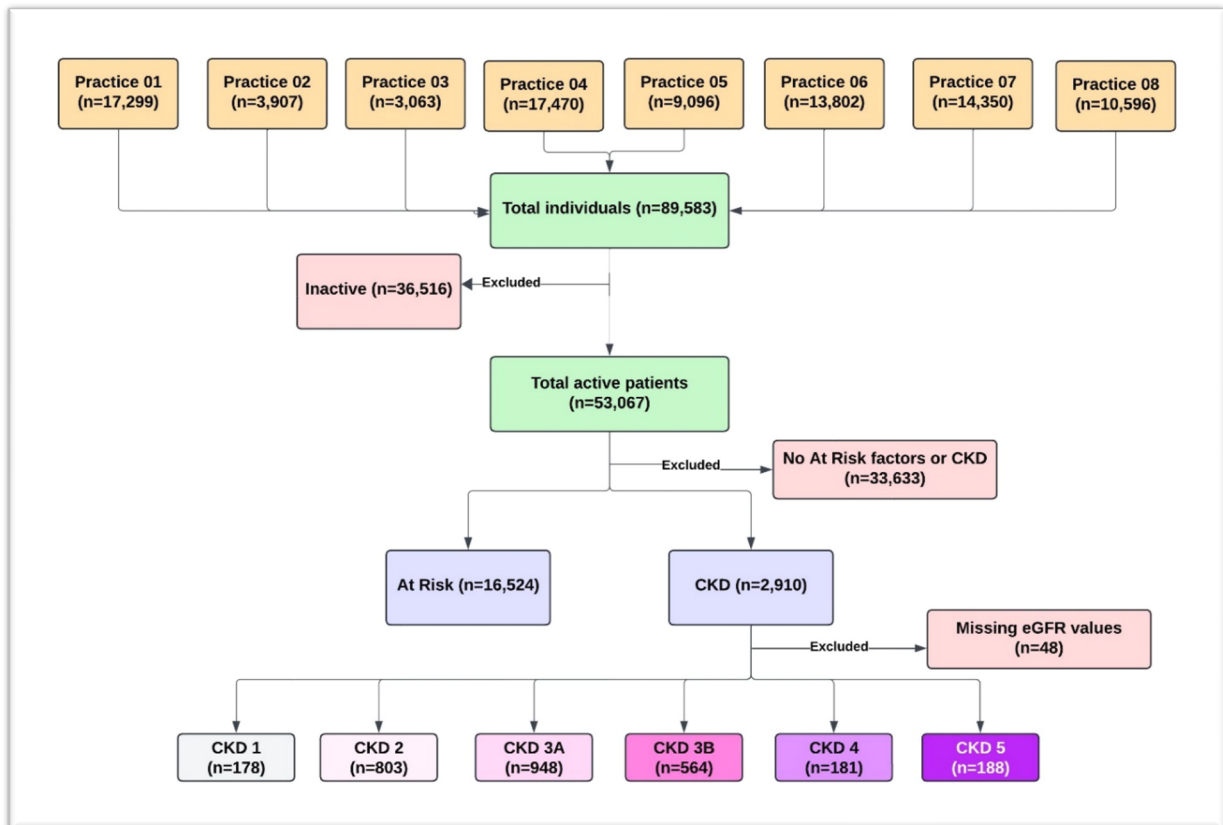 Practice 01
(n=17,299)
Practice 02
(n=3,907)
Practice 03
(n=3,063)
Practice 04
(n=17,470)
Practice 05
(n=9,096)
Practice 06
(n=13,802)
Practice 07
(n=14,350)
Practice 08
(n=10,596)
Total individuals (n=89,583)
Excluded
Inactive (n=36,516)
Total active patients
(n=53,067)
Excluded
No At Risk factors or CKD
(n=33,633)
At Risk (n=16,524)
CKD (n=2,910)
Excluded
Missing eGFR values
(n=48)
CKD 1
(n=178)
CKD 2
(n=803)
CKD 3A
(n=948)
CKD 3B
(n=564)
CKD 4
(n=181)
CKD 5
(n=188)